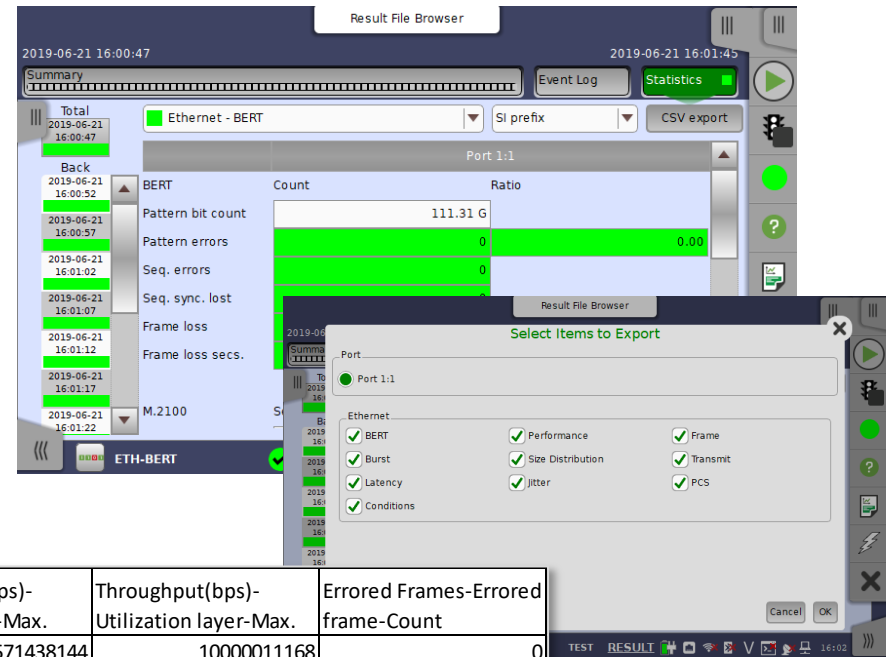 Result File Browser
2019-06-21 16:00:47
2019-06-21 16:01:45
Summary
Event Log
Statistics
Total
2019-06-21
16:00:47
Ethernet - BERT
SI prefix
CSV export
Port 1:1
Back
2019-06-21
16:00:52
2019-06-21
16:00:57
2019-06-21
16:01:02
2019-06-21
16:01:07
2019-06-21
16:01:12
2019-06-21
16:01:17
2019-06-21
16:01:22
BERT Count Ratio
Pattern bit count 111.31 G
Pattern errors 0 0.00
Seq. errors 0
Seq. sync. lost
Frame loss
Frame loss secs.
M.2100
ETH-BERT
Result File Browser
Select Items to Export
Port
Port 1:1
Ethernet
BERT Performance Frame
Burst Size Distribution Transmit
Latency Jitter PCS
Conditions
Cancel OK
TEST RESULT 16:02
Throughput(bps)- Errored Frames-Errored
-Max. Utilization layer-Max. frame-Count
571438144 10000011168 0